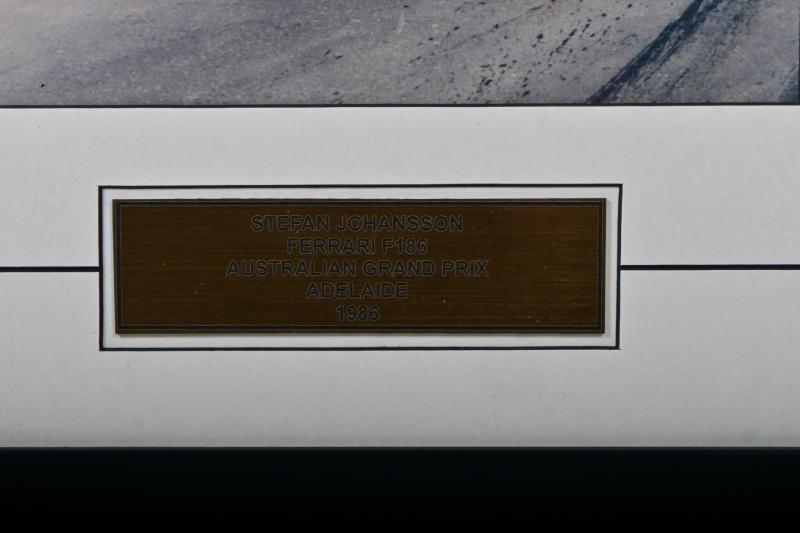 STEFAN JOHANSSON
FERRARI F186
AUSTRALIAN GRAND PRIX
ADELAIDE
1986